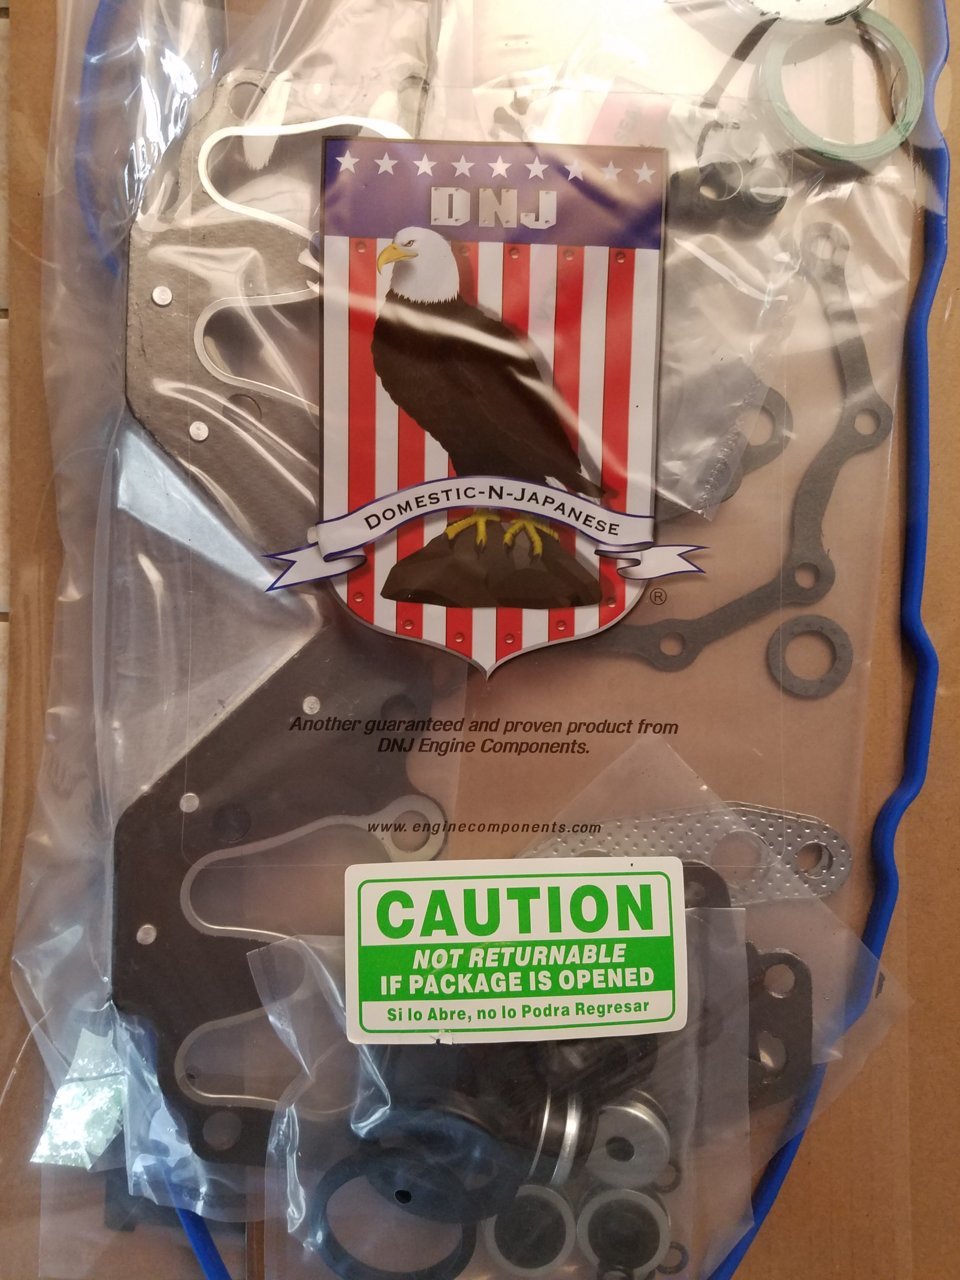 DNJ
DOMESTIC-N-JAPANESE
®
Another guaranteed and proven product from
DNJ Engine Components.
www.enginecomponents.com
CAUTION
NOT RETURNABLE
IF PACKAGE IS OPENED
Si lo Abre, no lo Podra Regresar